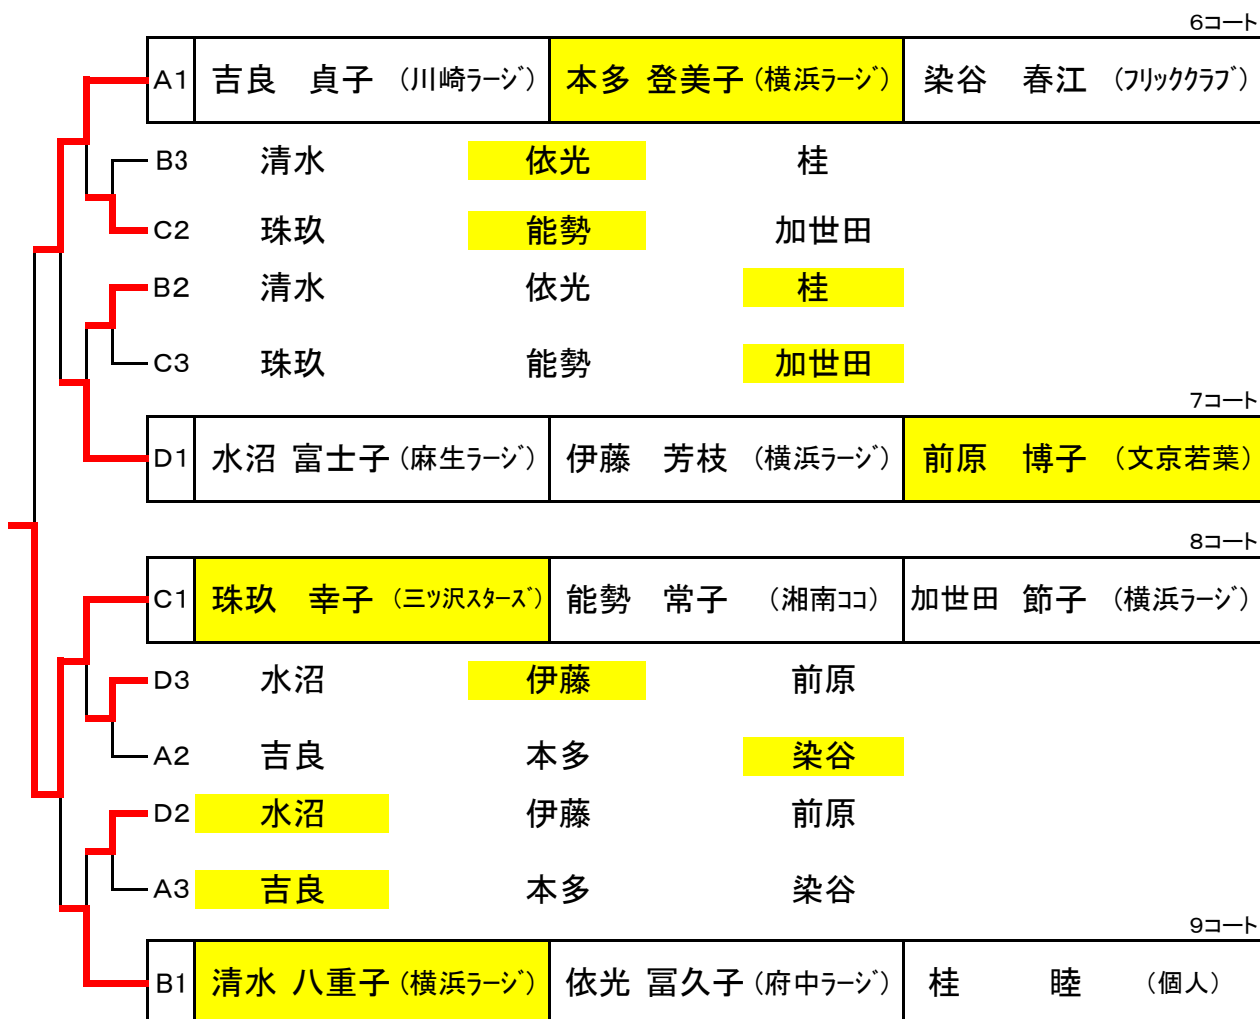 6コート
A1 吉良 貞子 (川崎ラージ) 本多 登美子 (横浜ラージ) 染谷 春江 (フリッククラブ)
B3 清水 依光 桂
C2 珠玖 能勢 加世田
B2 清水 依光 桂
C3 珠玖 能勢 加世田
7コート
D1 水沼 富士子 (麻生ラージ) 伊藤 芳枝 (横浜ラージ) 前原 博子 (文京若葉)
8コート
C1 珠玖 幸子 (三ツ沢スターズ) 能勢 常子 (湘南ココ) 加世田 節子 (横浜ラージ)
D3 水沼 伊藤 前原
A2 吉良 本多 染谷
D2 水沼 伊藤 前原
A3 吉良 本多 染谷
9コート
B1 清水 八重子 (横浜ラージ) 依光 冨久子 (府中ラージ) 桂 睦 (個人)